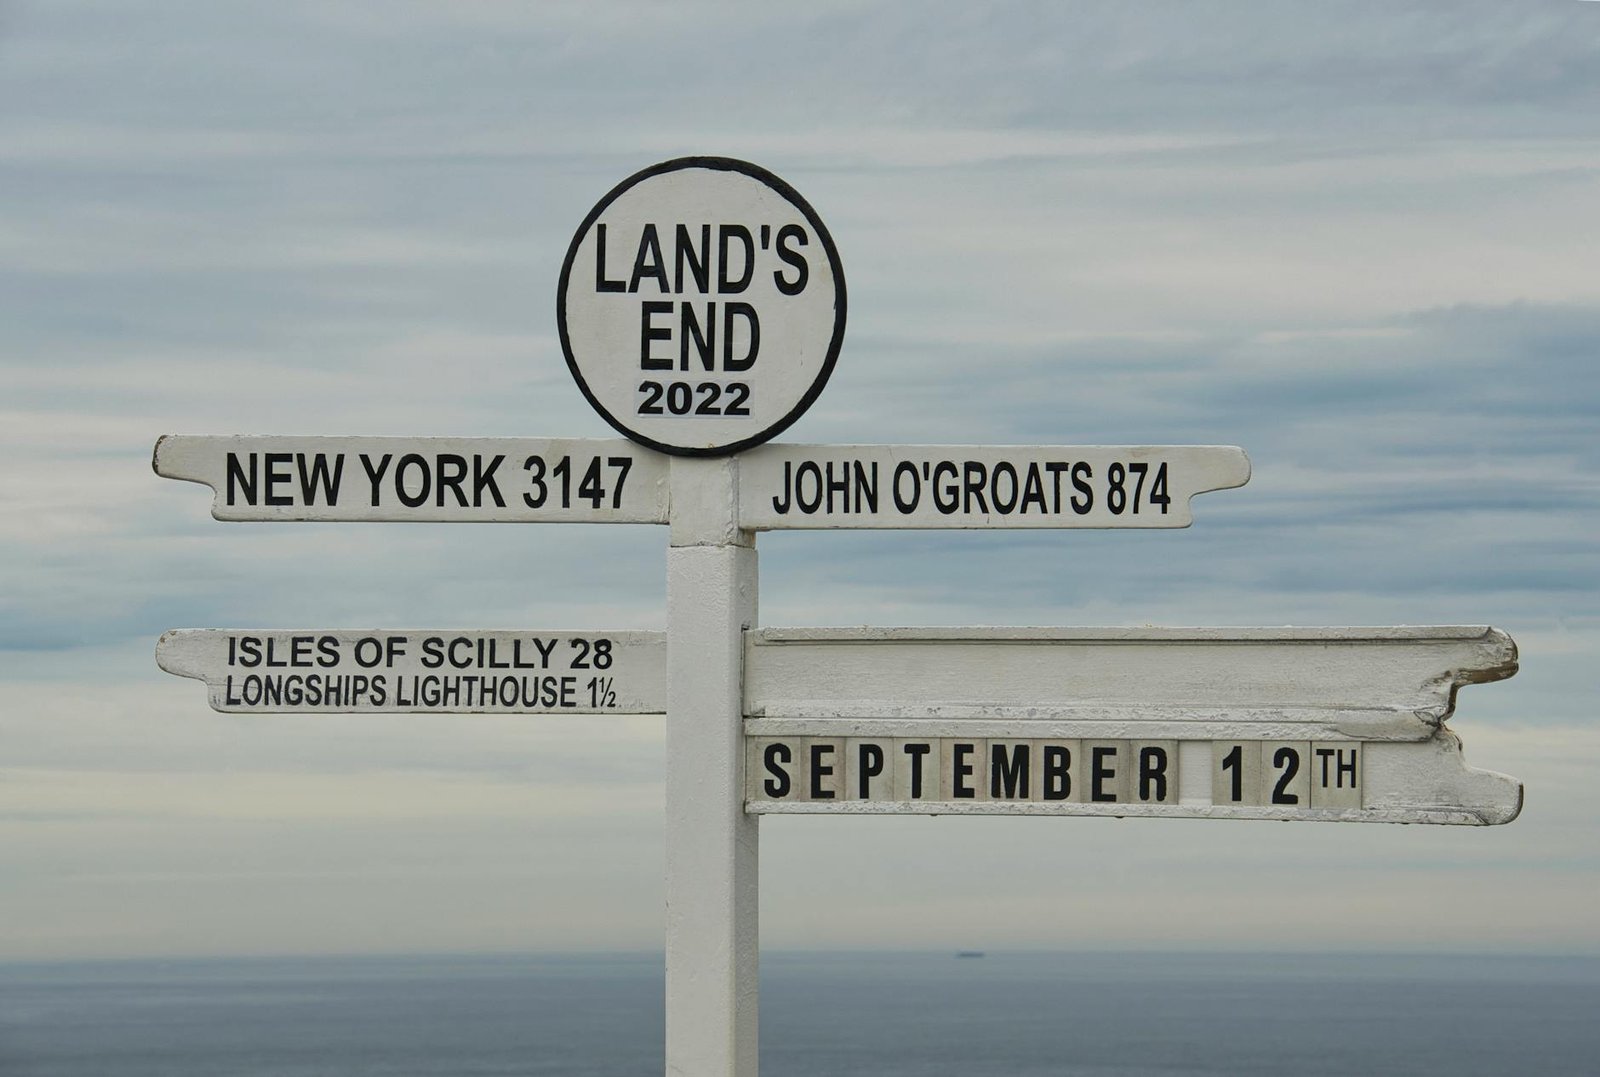 LAND'S
END
2022
NEW YORK 3147
JOHN O'GROATS 874
ISLES OF SCILLY 28
LONGSHIPS LIGHTHOUSE 1½
SEPTEMBER 12TH